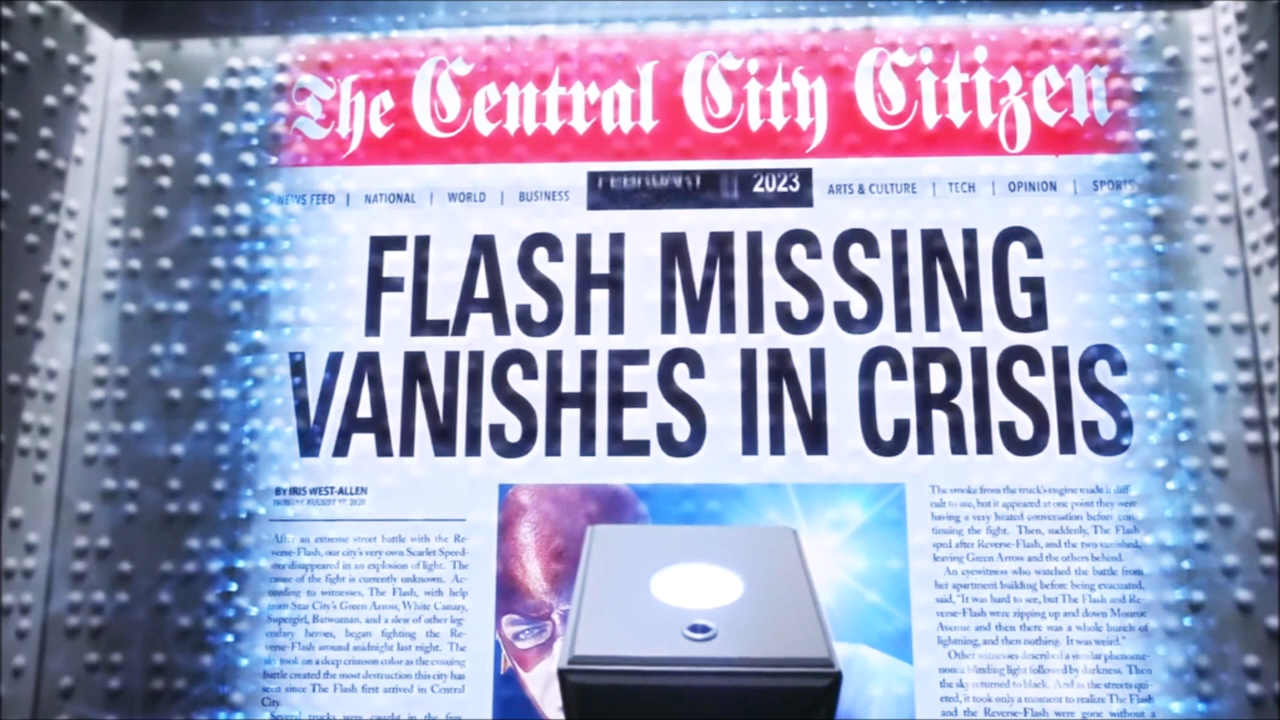 The Central City Citizen
NEWS FEED | NATIONAL | WORLD | BUSINESS
2023
ARTS & CULTURE | TECH | OPINION | SPORTS
FLASH MISSING
VANISHES IN CRISIS
BY IRIS WEST-ALLEN
After an extreme street battle with the Re-
verse-Flash, our city's very own Scarlet Speed-
ster disappeared in an explosion of light. The
cause of the fight is currently unknown. Ac-
cording to witnesses, The Flash, with help
from Star City's Green Arrow, White Canary,
Supergirl, Batwoman, and a slew of other leg-
endary heroes, began fighting the Re-
verse-Flash around midnight last night. The
sky took on a deep crimson color as the ensuing
battle created the most destruction this city has
seen since The Flash first arrived in Central
City.
Several trucks were caught in the
The smoke from the truck's engine made is diff
cult to see, but it appeared at one point they were
having a very heated conversation before con-
tinuing the fight. Then, suddenly, The Flash
sped after Reverse-Flash, and the two vanished,
leaving Green Arrow and the others behind.
An eyewitness who watched the battle from
her apartment building before being evacuated,
said, "It was hard to see, but The Flash and Re-
verse-Flash were zipping up and down Monroe
Avenue and then there was a whole bunch of
lightning, and then nothing. It was weird."
Other witnesses described a similar phenome-
non: a blinding light followed by darkness. Then
the sky returned to black. And as the streets qui-
eted, it took only a moment to realize The Flash
and the Reverse-Flash were gone without a